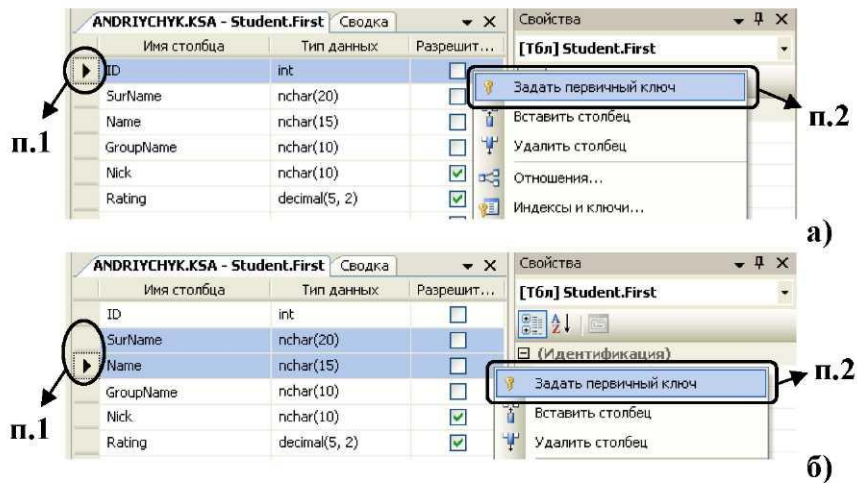 ANDRIYCHYK.KSA - Student.First Сводка Свойства
Имя столбца Тип данных Разрешит... [Тбл] Student.First
ID int
Задать первичный ключ
SurName nchar(20)
п.1
Name nchar(15) Вставить столбец
п.2
GroupName nchar(10) Удалить столбец
Nick nchar(10) Отношения...
Rating decimal(5, 2) Индексы и ключи...
а)
ANDRIYCHYK.KSA - Student.First Сводка Свойства
Имя столбца Тип данных Разрешит... [Тбл] Student.First
ID int
SurName nchar(20)
Name nchar(15) (Идентификация)
п.2
GroupName nchar(10) Задать первичный ключ
Nick nchar(10) Вставить столбец
п.1
Rating decimal(5, 2) Удалить столбец
б)